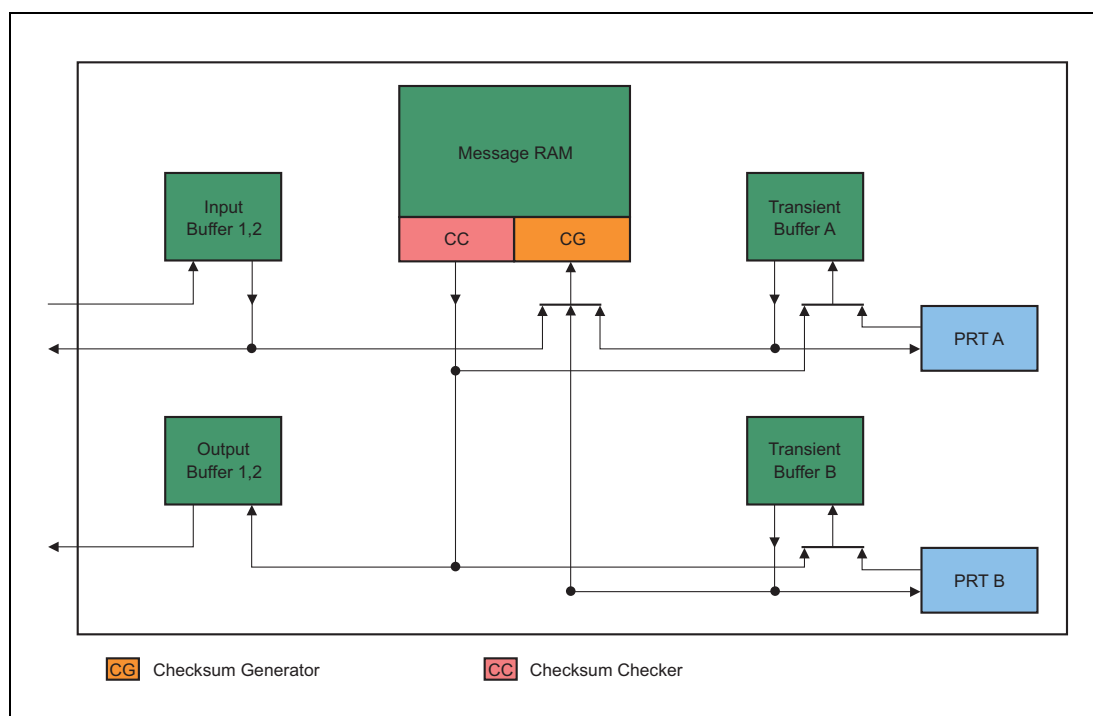 Message RAM
Input
Buffer 1,2
Transient
Buffer A
CC
CG
PRT A
Output
Buffer 1,2
Transient
Buffer B
PRT B
CG Checksum Generator
CC Checksum Checker